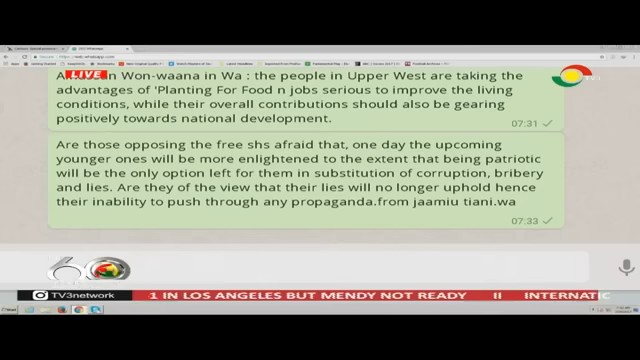 LIVE
Won-waana in Wa : the people in Upper West are taking the
advantages of 'Planting For Food n jobs serious to improve the living
conditions, while their overall contributions should also be gearing
positively towards national development.
07:31
TV3
Are those opposing the free shs afraid that, one day the upcoming
younger ones will be more enlightened to the extent that being patriotic
will be the only option left for them in substitution of corruption, bribery
and lies. Are they of the view that their lies will no longer uphold hence
their inability to push through any propaganda.from jaamiu tiani.wa
07:33
60
TV3network
1 IN LOS ANGELES BUT MENDY NOT READY II INTERNATIC